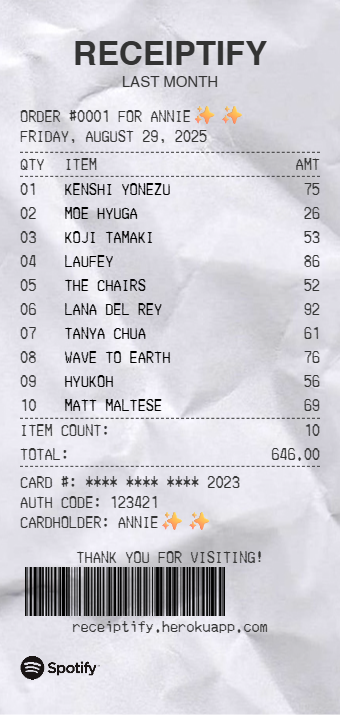 RECEIPTIFY
LAST MONTH
ORDER #0001 FOR ANNIE✨ ✨
FRIDAY, AUGUST 29, 2025
QTY ITEM AMT
01 KENSHI YONEZU 75
02 MOE HYUGA 26
03 KOJI TAMAKI 53
04 LAUFEY 86
05 THE CHAIRS 52
06 LANA DEL REY 92
07 TANYA CHUA 61
08 WAVE TO EARTH 76
09 HYUKOH 56
10 MATT MALTESE 69
ITEM COUNT: 10
TOTAL: 646.00
CARD #: **** **** **** 2023
AUTH CODE: 123421
CARDHOLDER: ANNIE✨ ✨
THANK YOU FOR VISITING!
receiptify.herokuapp.com
Spotify